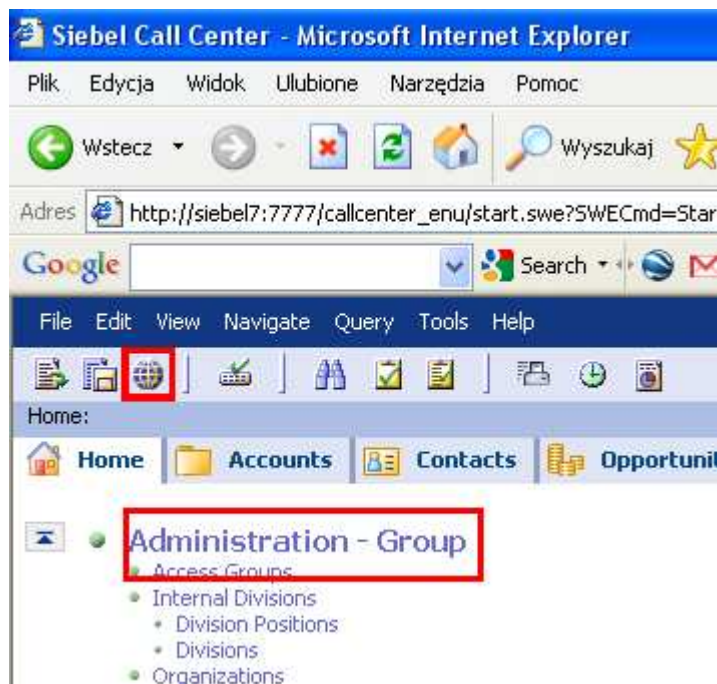 Siebel Call Center - Microsoft Internet Explorer
Plik Edycja Widok Ulubione Narzędzia Pomoc
Wstecz Wyszukaj
Adres http://siebel7:7777/callcenter_enu/start.swe?SWECmd=Star
Google Search
File Edit View Navigate Query Tools Help
Home:
Home Accounts Contacts Opportunit
Administration - Group
Access Groups
Internal Divisions
Division Positions
Divisions
Organizations